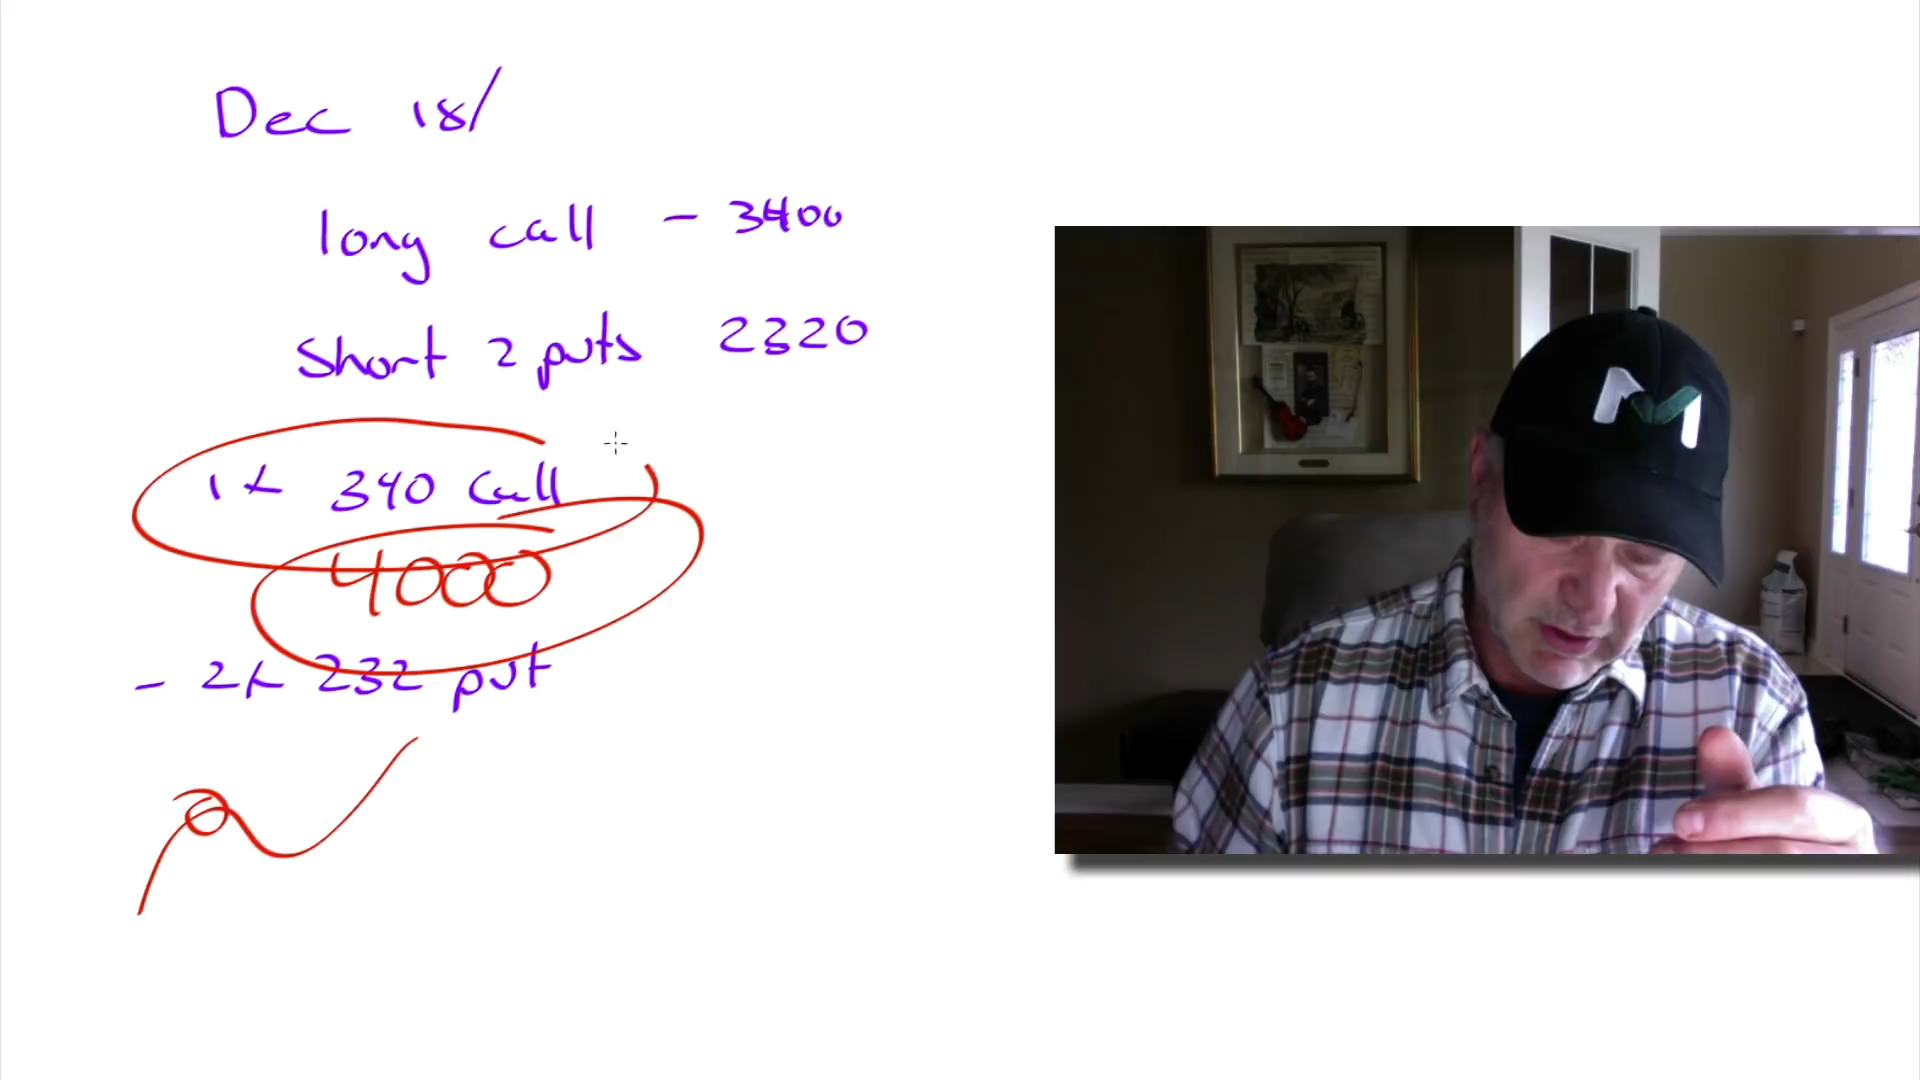 Dec 18/
long call - 3400
Short 2 puts 2320
1x 340 call
4000
- 2x 232 put
M